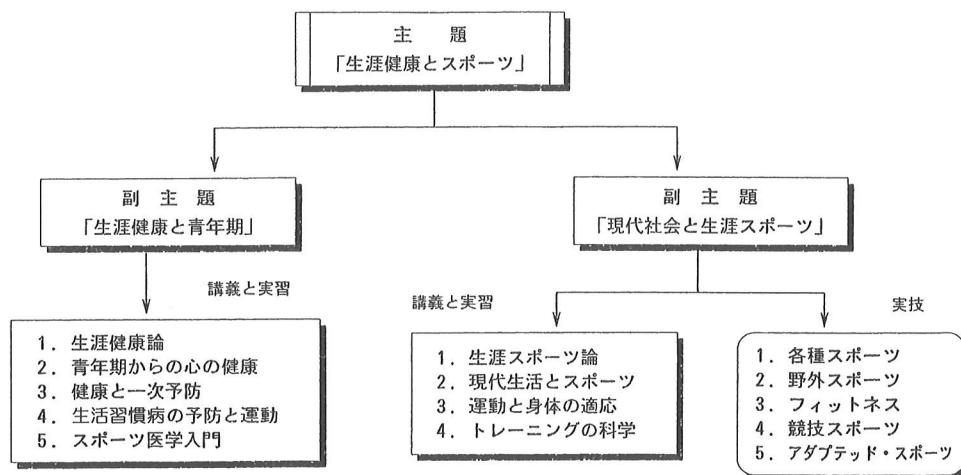 主 題
「生涯健康とスポーツ」
副 主 題
「生涯健康と青年期」
副 主 題
「現代社会と生涯スポーツ」
講義と実習
1. 生涯健康論
2. 青年期からの心の健康
3. 健康と一次予防
4. 生活習慣病の予防と運動
5. スポーツ医学入門
講義と実習
1. 生涯スポーツ論
2. 現代生活とスポーツ
3. 運動と身体の適応
4. トレーニングの科学
実技
1. 各種スポーツ
2. 野外スポーツ
3. フィットネス
4. 競技スポーツ
5. アダプテッド・スポーツ